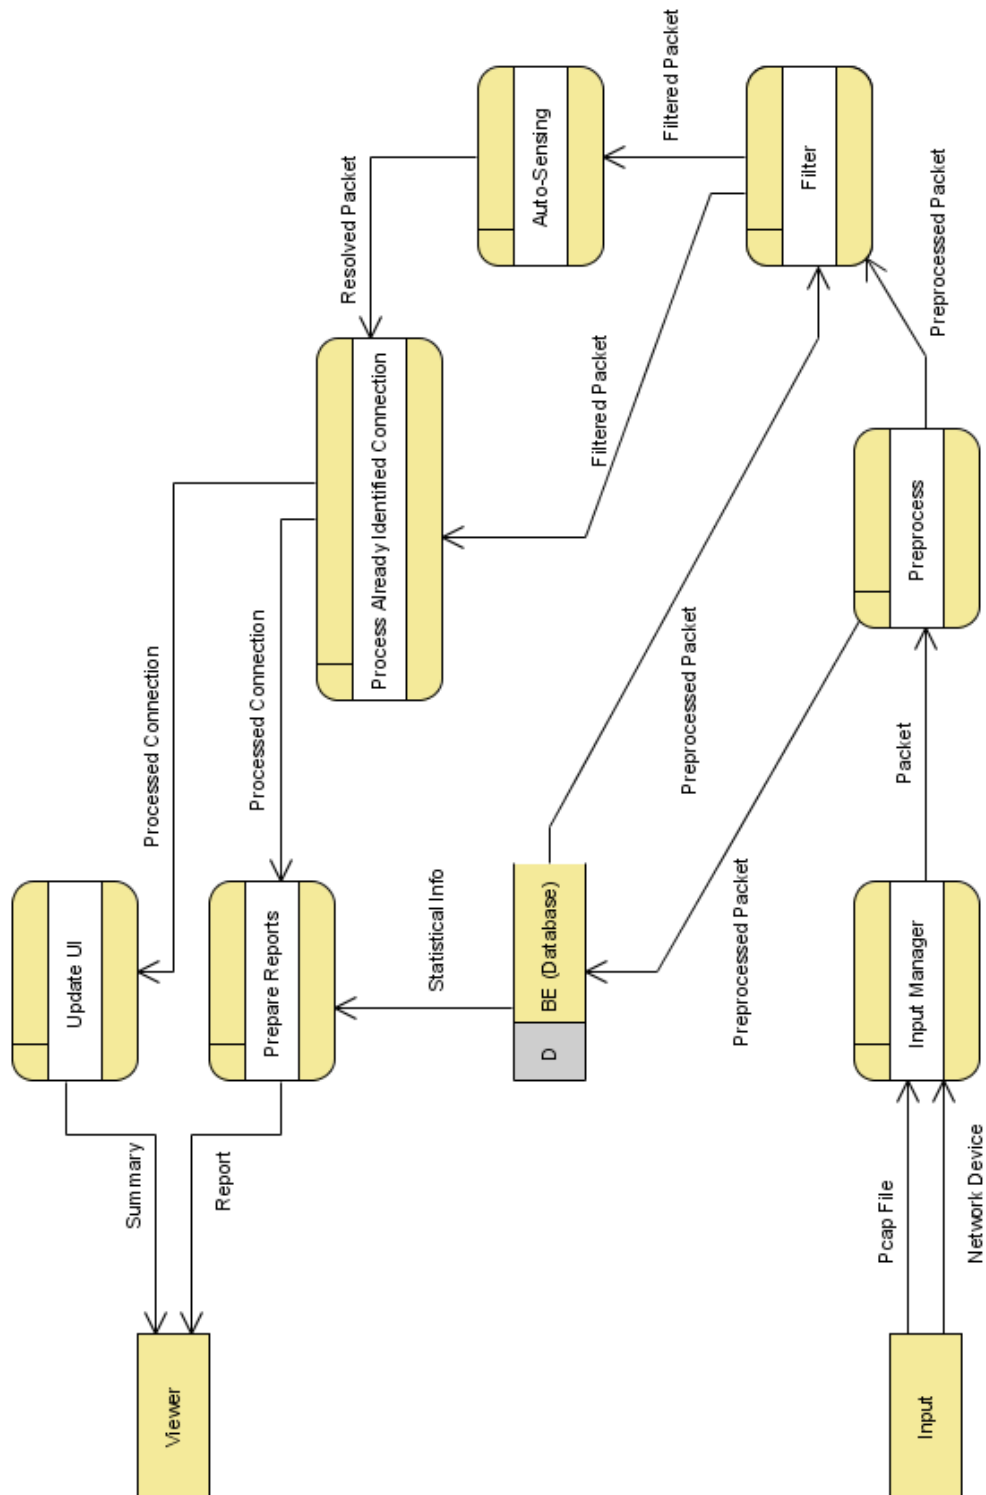 Viewer
Summary
Report
Update UI
Prepare Reports
Processed Connection
Processed Connection
Statistical Info
D
BE (Database)
Process Already Identified Connection
Resolved Packet
Auto-Sensing
Filtered Packet
Filtered Packet
Filter
Preprocessed Packet
Preprocessed Packet
Preprocessed Packet
Preprocess
Packet
Input Manager
Pcap File
Network Device
Input